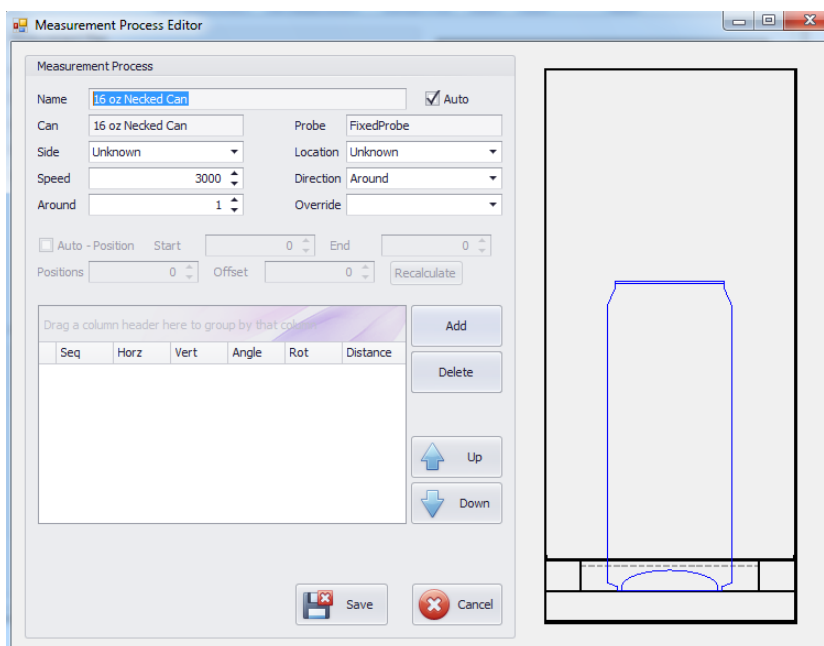 Measurement Process Editor
Measurement Process
Name 16 oz Necked Can Auto
Can 16 oz Necked Can Probe FixedProbe
Side Unknown Location Unknown
Speed 3000 Direction Around
Around 1 Override
Auto - Position Start 0 End 0
Positions 0 Offset 0 Recalculate
Drag a column header here to group by that column
Add
Seq Horz Vert Angle Rot Distance
Delete
Up
Down
Save Cancel